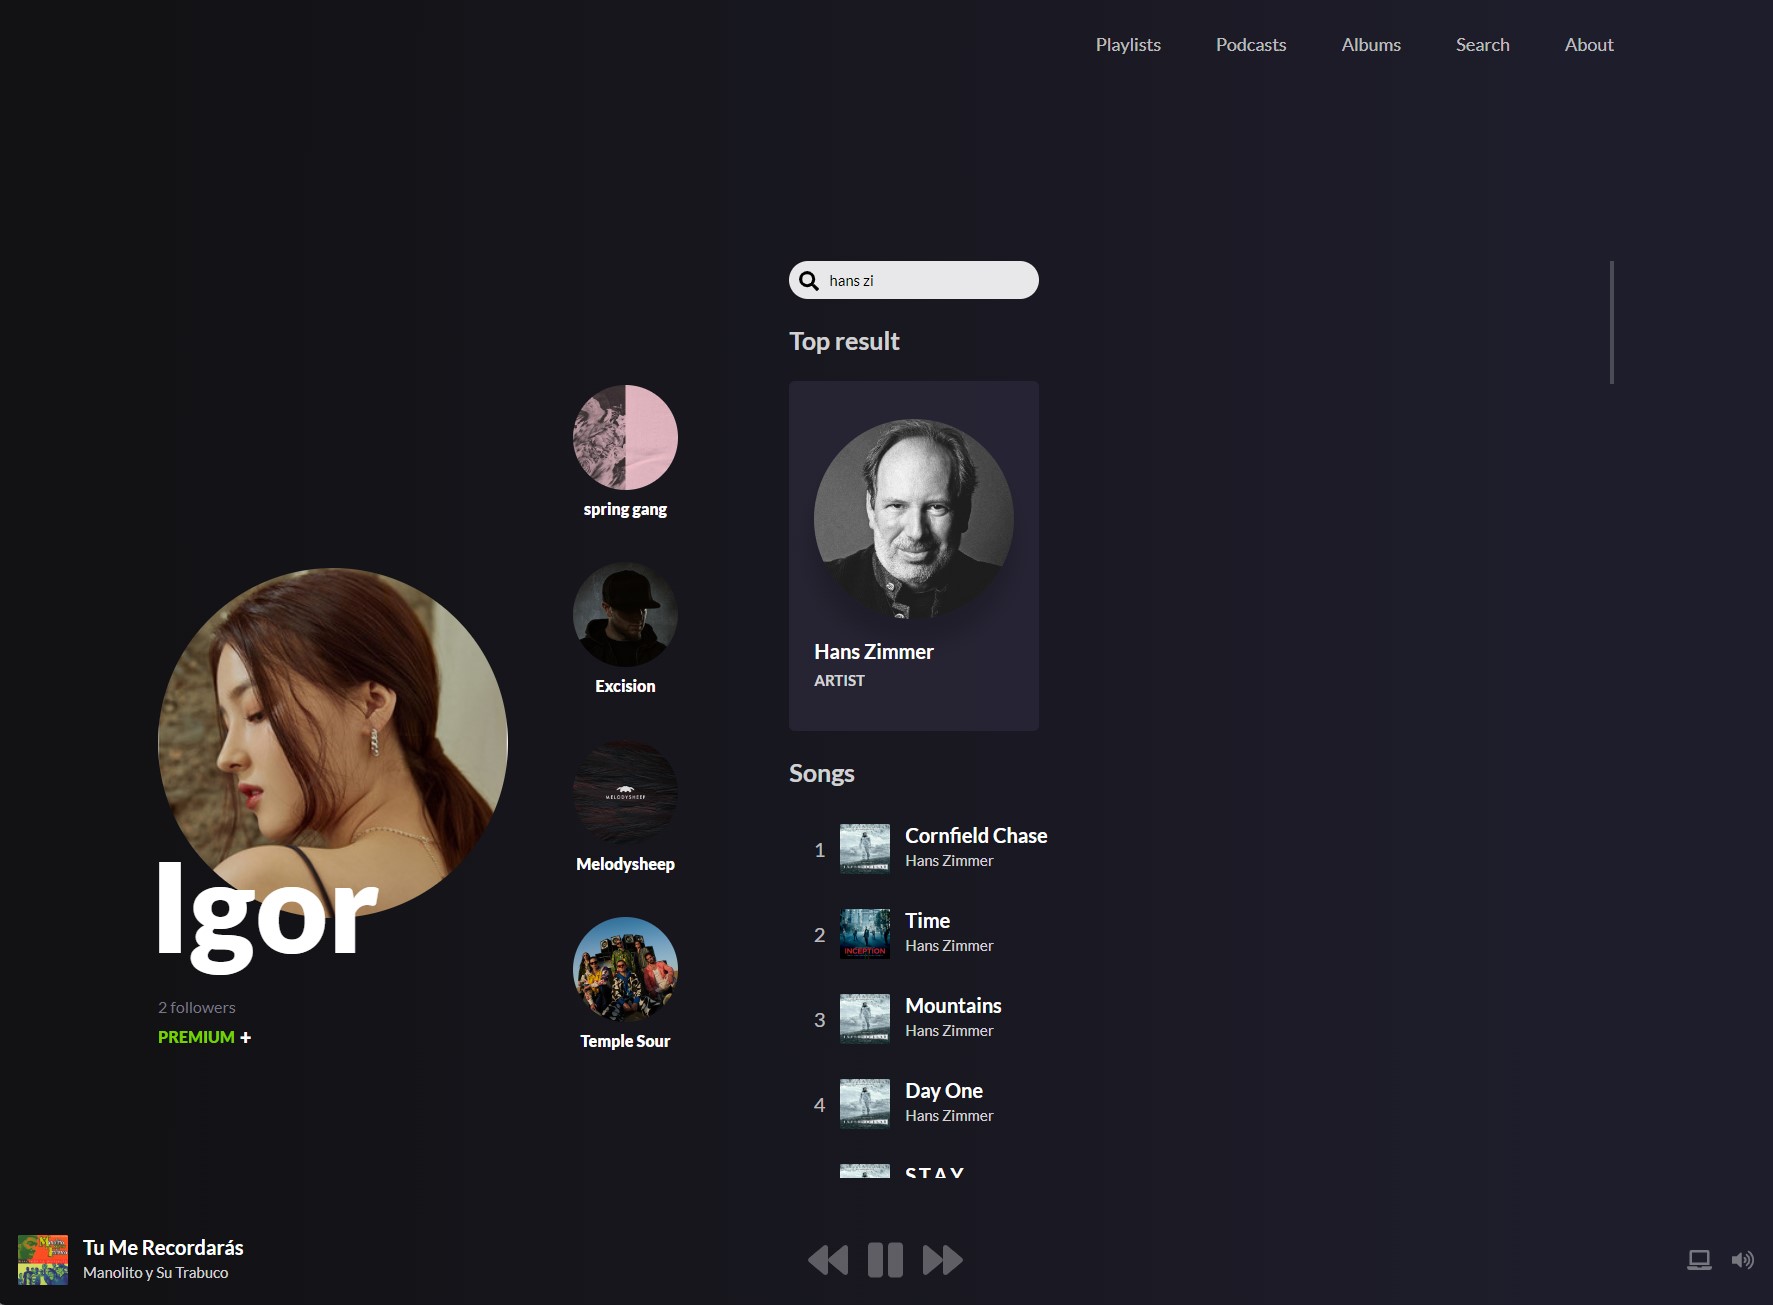 Playlists
Podcasts
Albums
Search
About
hans zi
Top result
Hans Zimmer
ARTIST
Songs
1
Cornfield Chase
Hans Zimmer
2
INCEPTION
Time
Hans Zimmer
3
Mountains
Hans Zimmer
4
Day One
Hans Zimmer
S.T.A.Y.
spring gang
Excision
MELODYSHEEP
Melodysheep
Temple Sour
Igor
2 followers
PREMIUM +
Tu Me Recordarás
Manolito y Su Trabuco